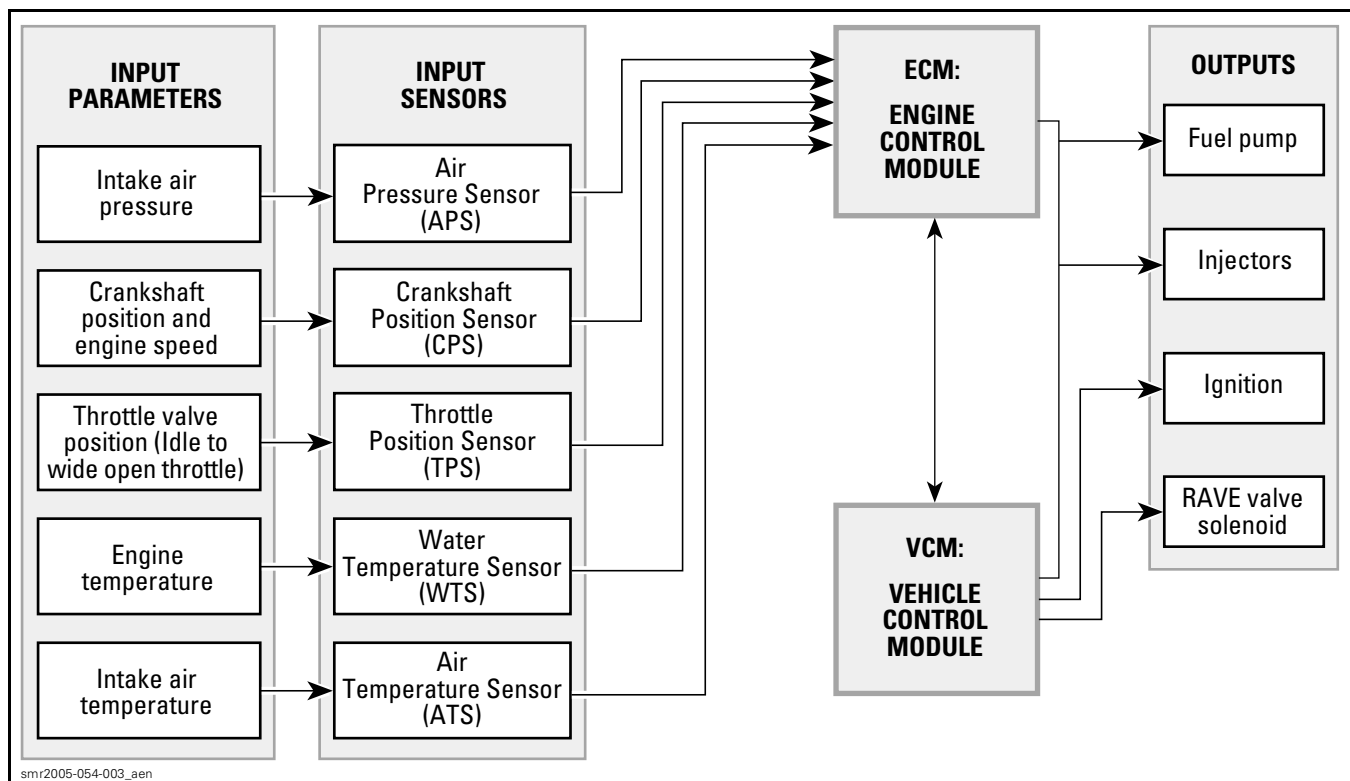 INPUT
PARAMETERS
Intake air
pressure
Crankshaft
position and
engine speed
Throttle valve
position (Idle to
wide open throttle)
Engine
temperature
Intake air
temperature
INPUT
SENSORS
Air
Pressure Sensor
(APS)
Crankshaft
Position Sensor
(CPS)
Throttle
Position Sensor
(TPS)
Water
Temperature Sensor
(WTS)
Air
Temperature Sensor
(ATS)
ECM:
ENGINE
CONTROL
MODULE
VCM:
VEHICLE
CONTROL
MODULE
OUTPUTS
Fuel pump
Injectors
Ignition
RAVE valve
solenoid
smr2005-054-003_aen